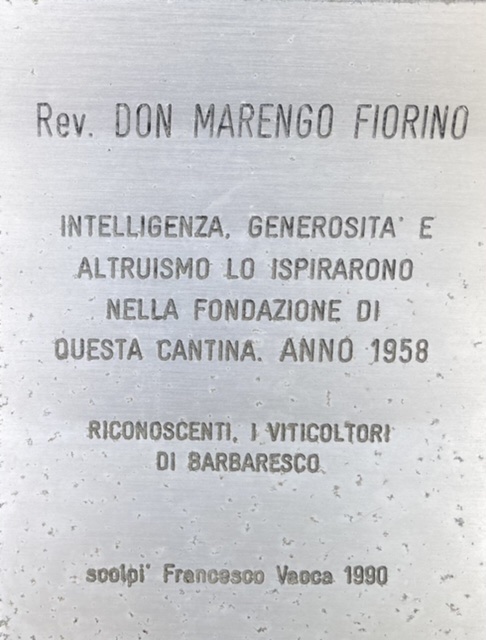 Rev. DON MARENGO FIORINO
INTELLIGENZA, GENEROSITA' E
ALTRUISMO LO ISPIRARONO
NELLA FONDAZIONE DI
QUESTA CANTINA. ANNO 1958
RICONOSCENTI, I VITICOLTORI
DI BARBARESCO
scolpi' Francesco Vacca 1990